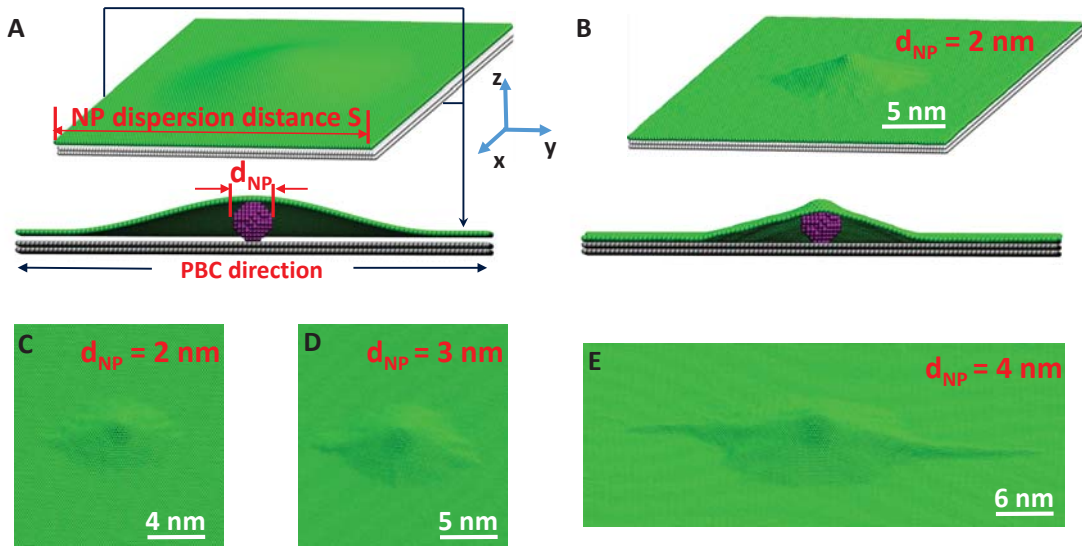 A
NP dispersion distance S
z
x
y
d_NP
PBC direction
B
d_NP = 2 nm
5 nm
C
d_NP = 2 nm
4 nm
D
d_NP = 3 nm
5 nm
E
d_NP = 4 nm
6 nm